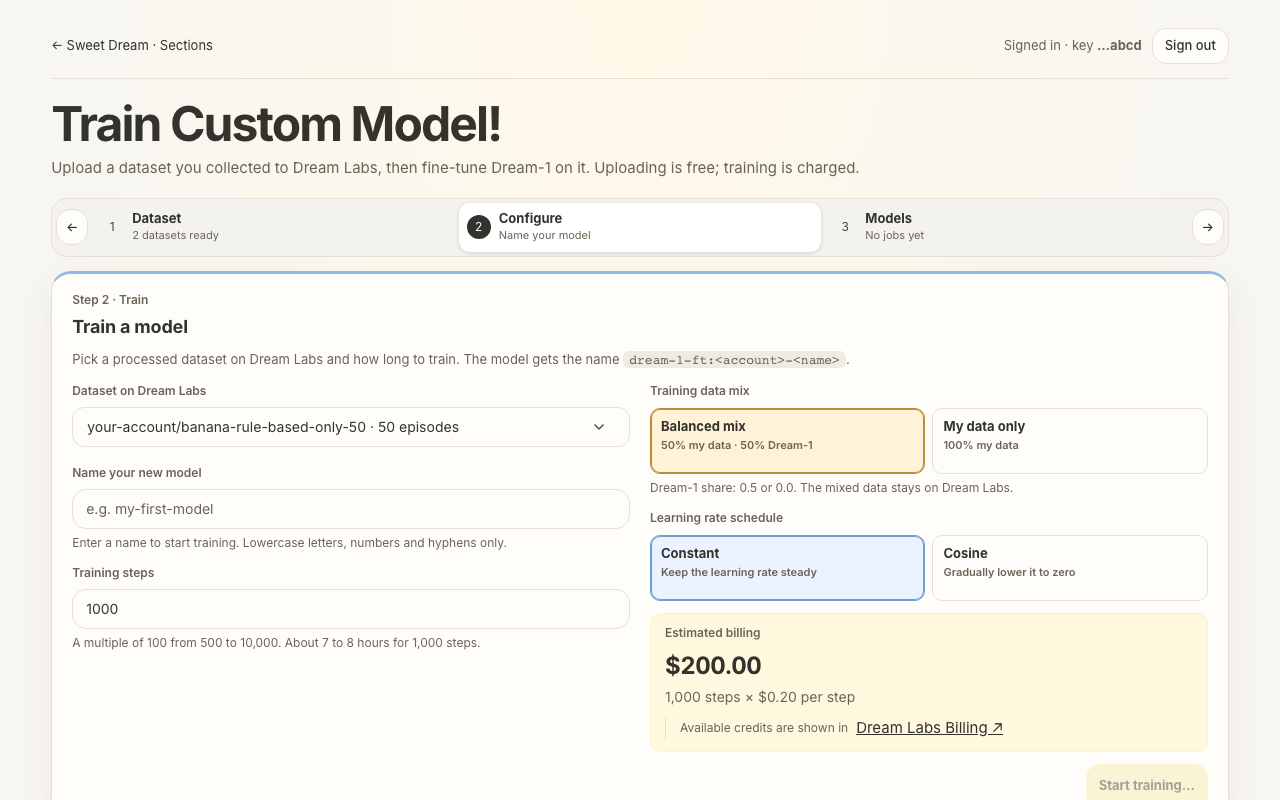 ← Sweet Dream · Sections
Signed in · key …abcd
Sign out
Train Custom Model!
Upload a dataset you collected to Dream Labs, then fine-tune Dream-1 on it. Uploading is free; training is charged.
←
1
Dataset
2 datasets ready
2
Configure
Name your model
3
Models
No jobs yet
→
Step 2 · Train
Train a model
Pick a processed dataset on Dream Labs and how long to train. The model gets the name dream-1-ft:<account>-<name>.
Dataset on Dream Labs
your-account/banana-rule-based-only-50 · 50 episodes
Name your new model
e.g. my-first-model
Enter a name to start training. Lowercase letters, numbers and hyphens only.
Training steps
1000
A multiple of 100 from 500 to 10,000. About 7 to 8 hours for 1,000 steps.
Training data mix
Balanced mix
50% my data · 50% Dream-1
My data only
100% my data
Dream-1 share: 0.5 or 0.0. The mixed data stays on Dream Labs.
Learning rate schedule
Constant
Keep the learning rate steady
Cosine
Gradually lower it to zero
Estimated billing
$200.00
1,000 steps × $0.20 per step
Available credits are shown in Dream Labs Billing ↗
Start training…